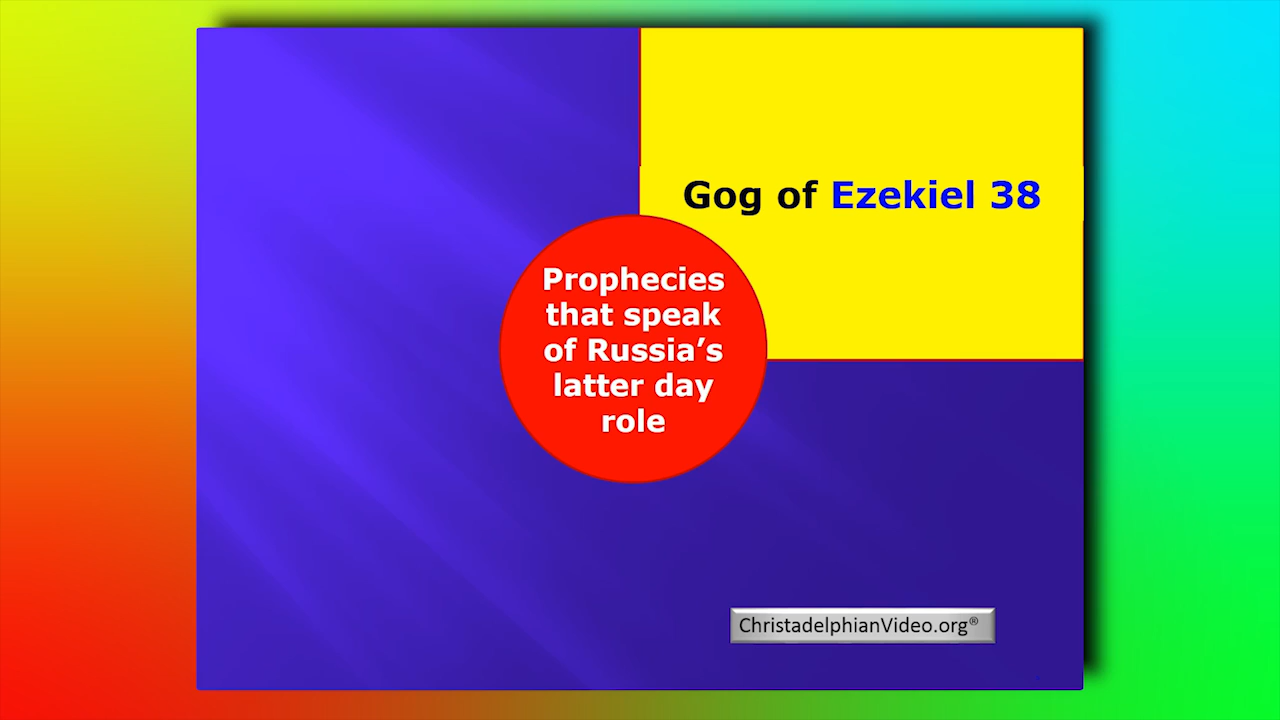 Gog of Ezekiel 38
Prophecies
that speak
of Russia’s
latter day
role
ChristadelphianVideo.org®